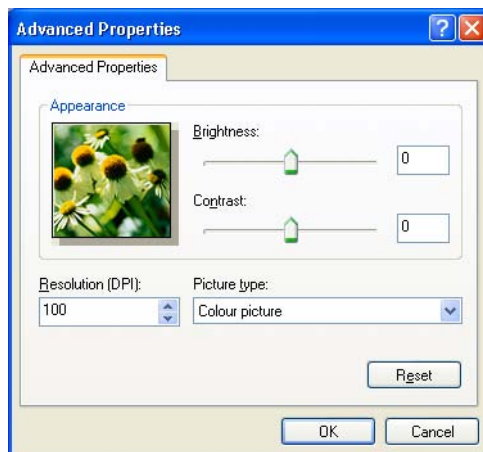 Advanced Properties
Advanced Properties
Appearance
Brightness:
0
Contrast:
0
Resolution (DPI):
100
Picture type:
Colour picture
Reset
OK
Cancel